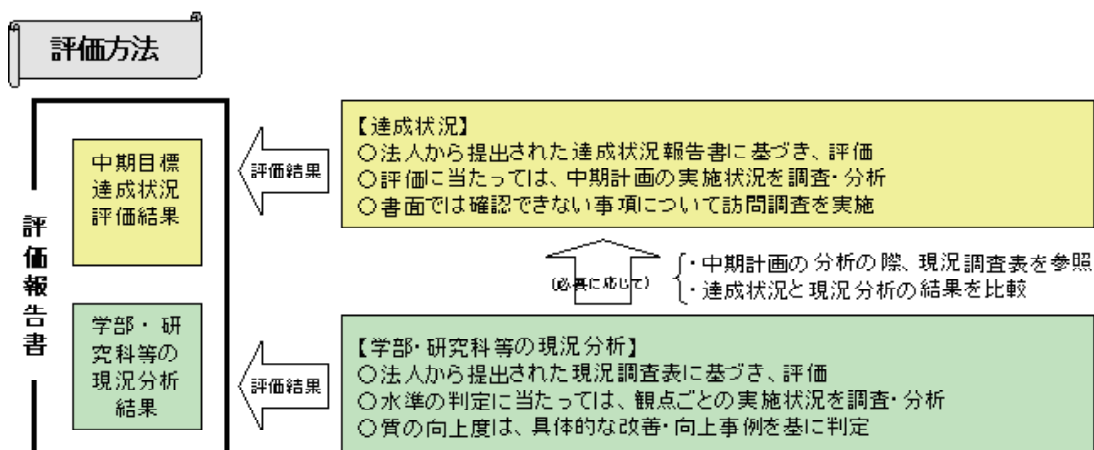 評価方法
評価報告書
中期目標
達成状況
評価結果
評価結果
【達成状況】
○法人から提出された達成状況報告書に基づき、評価
○評価に当たっては、中期計画の実施状況を調査・分析
○書面では確認できない事項について訪問調査を実施
(必要に応じて)
・中期計画の分析の際、現況調査表を参照
・達成状況と現況分析の結果を比較
学部・研
究科等の
現況分析
結果
評価結果
【学部・研究科等の現況分析】
○法人から提出された現況調査表に基づき、評価
○水準の判定に当たっては、観点ごとの実施状況を調査・分析
○質の向上度は、具体的な改善・向上事例を基に判定